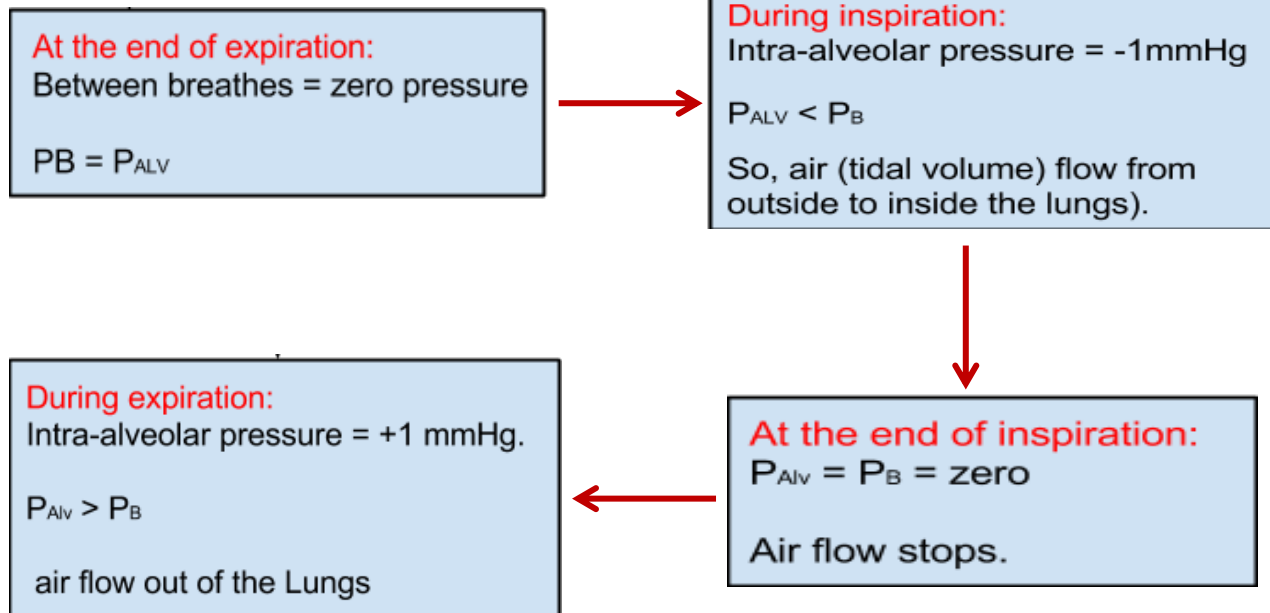 At the end of expiration:
Between breathes = zero pressure
PB = PALV
During inspiration:
Intra-alveolar pressure = -1mmHg
PALV < PB
So, air (tidal volume) flow from
outside to inside the lungs).
At the end of inspiration:
PAlv = PB = zero
Air flow stops.
During expiration:
Intra-alveolar pressure = +1 mmHg.
PAlv > PB
air flow out of the Lungs